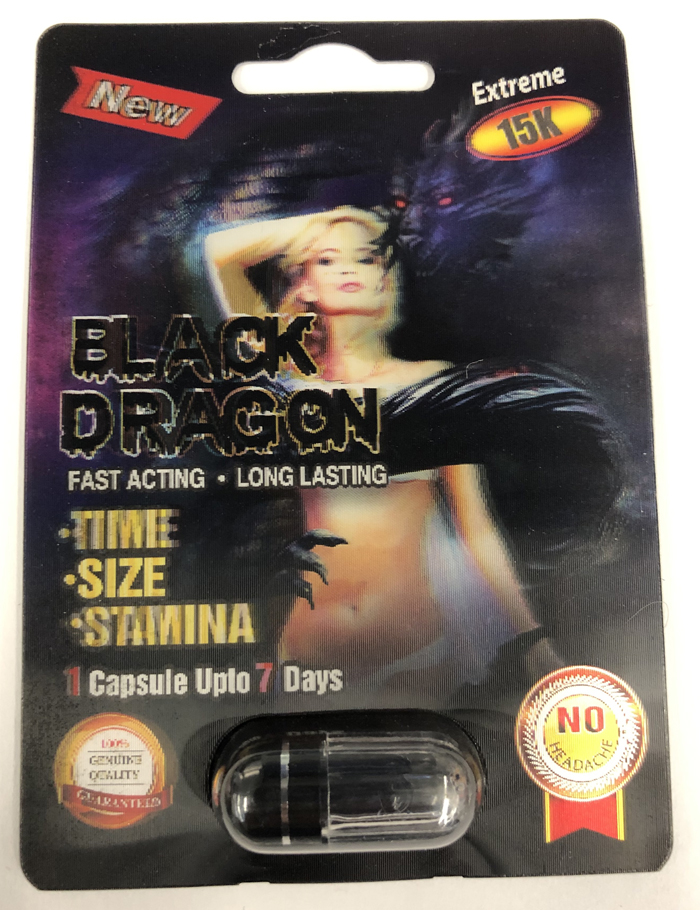 New
Extreme
15K
BLACK
DRAGON
FAST ACTING • LONG LASTING
•TIME
•SIZE
•STAMINA
1 Capsule Upto 7 Days
100%
GENUINE
QUALITY
GUARANTEED
NO
HEADACHE